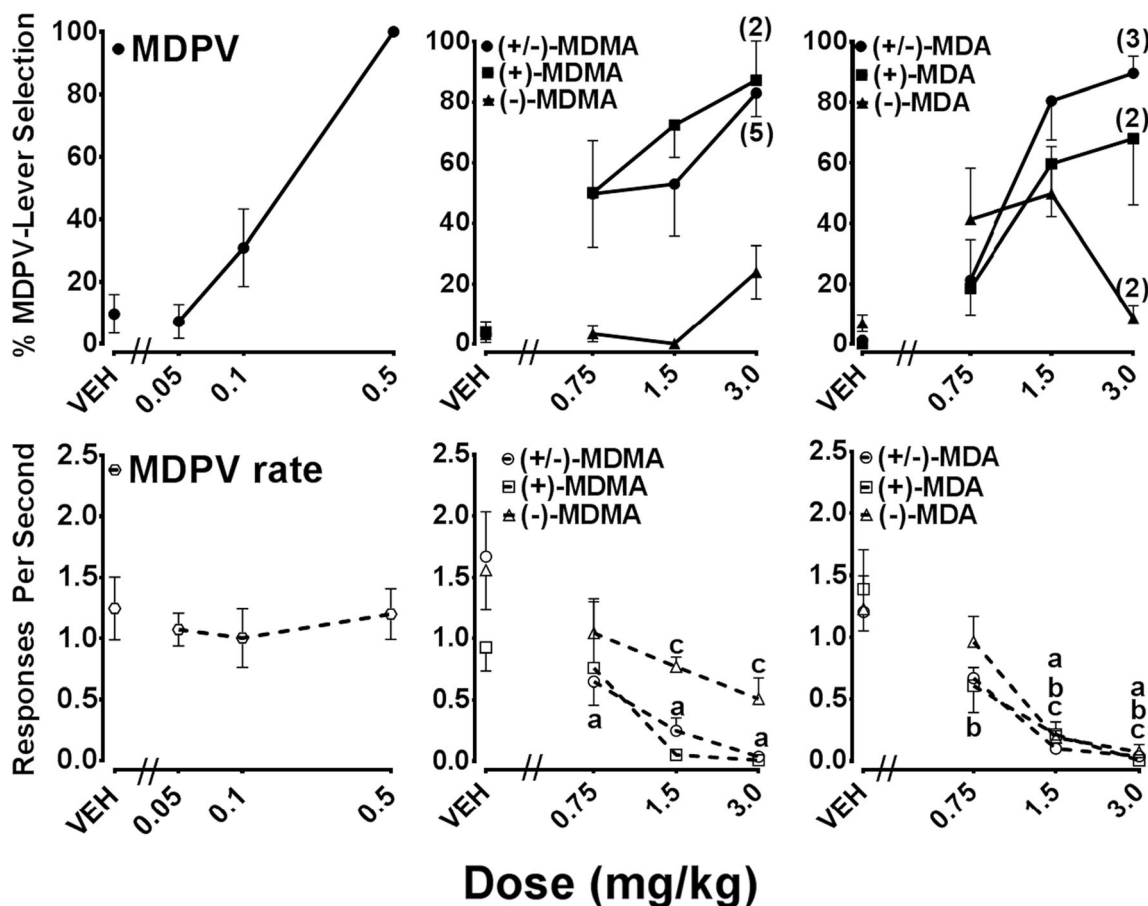 % MDPV-Lever Selection
100
80
60
40
20
0
MDPV
VEH
0.05
0.1
0.5
100
80
60
40
20
0
(+/-)-MDMA
(+)-MDMA
(-)-MDMA
(2)
(5)
VEH
0.75
1.5
3.0
100
80
60
40
20
0
(+/-)-MDA
(+)-MDA
(-)-MDA
(3)
(2)
(2)
VEH
0.75
1.5
3.0
Responses Per Second
2.5
2.0
1.5
1.0
0.5
0.0
MDPV rate
VEH
0.05
0.1
0.5
2.5
2.0
1.5
1.0
0.5
0.0
(+/-)-MDMA
(+)-MDMA
(-)-MDMA
c
c
a
a
a
VEH
0.75
1.5
3.0
2.5
2.0
1.5
1.0
0.5
0.0
(+/-)-MDA
(+)-MDA
(-)-MDA
b
a
b
c
a
b
c
VEH
0.75
1.5
3.0
Dose (mg/kg)